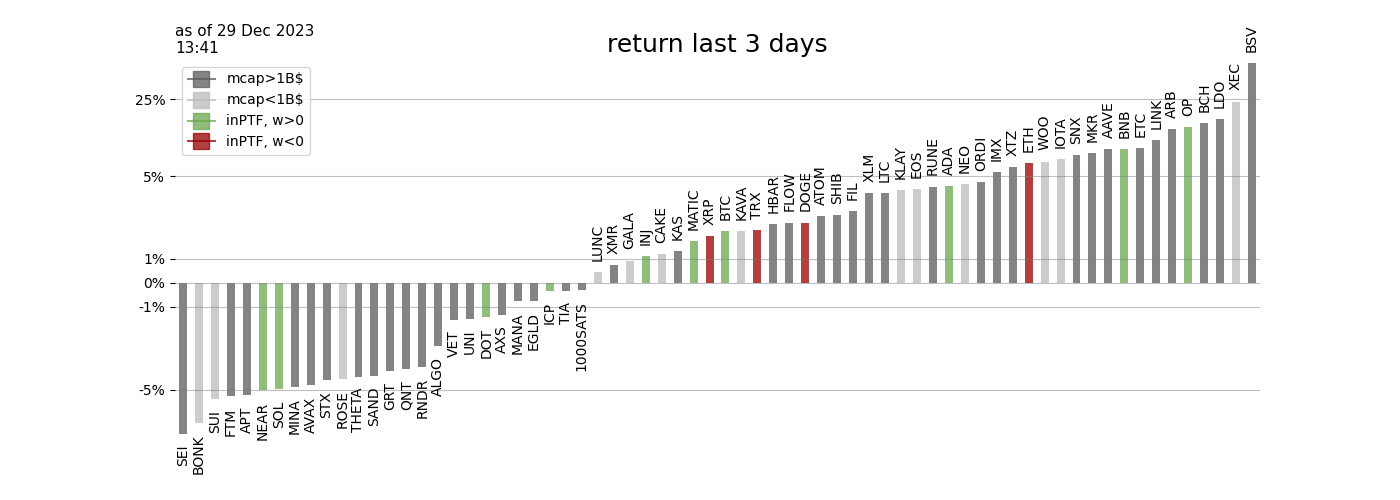 as of 29 Dec 2023
13:41
return last 3 days
mcap>1B$
mcap<1B$
inPTF, w>0
inPTF, w<0
25%
5%
1%
0%
-1%
-5%
SEI
BONK
SUI
FTM
APT
NEAR
SOL
MINA
AVAX
STX
ROSE
THETA
SAND
GRT
QNT
RNDR
ALGO
VET
UNI
DOT
AXS
MANA
EGLD
ICP
TIA
1000SATS
LUNC
XMR
GALA
INJ
CAKE
KAS
MATIC
XRP
BTC
KAVA
TRX
HBAR
FLOW
DOGE
ATOM
SHIB
FIL
XLM
LTC
KLAY
EOS
RUNE
ADA
NEO
ORDI
IMX
XTZ
ETH
WOO
IOTA
SNX
MKR
AAVE
BNB
ETC
LINK
ARB
OP
BCH
LDO
XEC
BSV